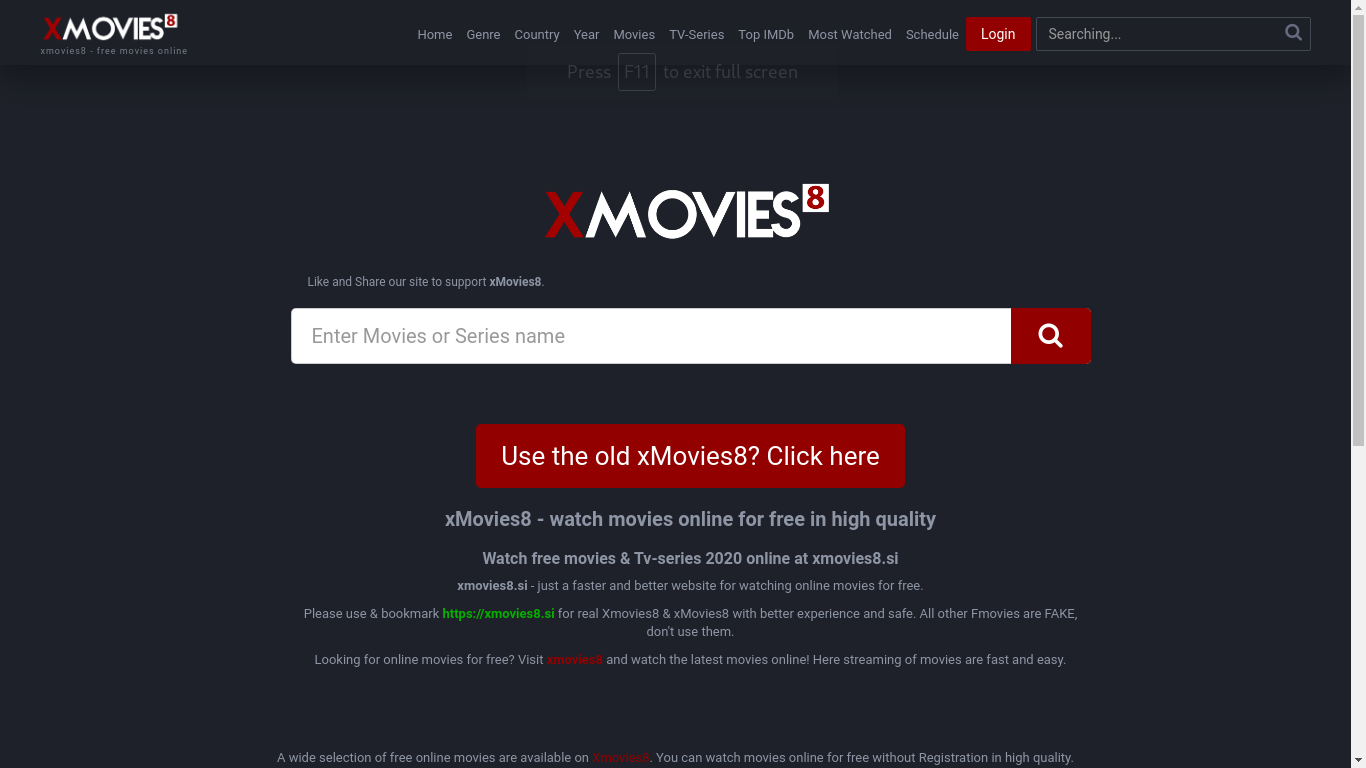 XMOVIES8
xmovies8 - free movies online
Home Genre Country Year Movies TV-Series Top IMDb Most Watched Schedule Login Searching...
Press F11 to exit full screen
XMOVIES8
Like and Share our site to support xMovies8.
Enter Movies or Series name
Use the old xMovies8? Click here
xMovies8 - watch movies online for free in high quality
Watch free movies & Tv-series 2020 online at xmovies8.si
xmovies8.si - just a faster and better website for watching online movies for free.
Please use & bookmark https://xmovies8.si for real Xmovies8 & xMovies8 with better experience and safe. All other Fmovies are FAKE,
don't use them.
Looking for online movies for free? Visit xmovies8 and watch the latest movies online! Here streaming of movies are fast and easy.
A wide selection of free online movies are available on Xmovies8. You can watch movies online for free without Registration in high quality.